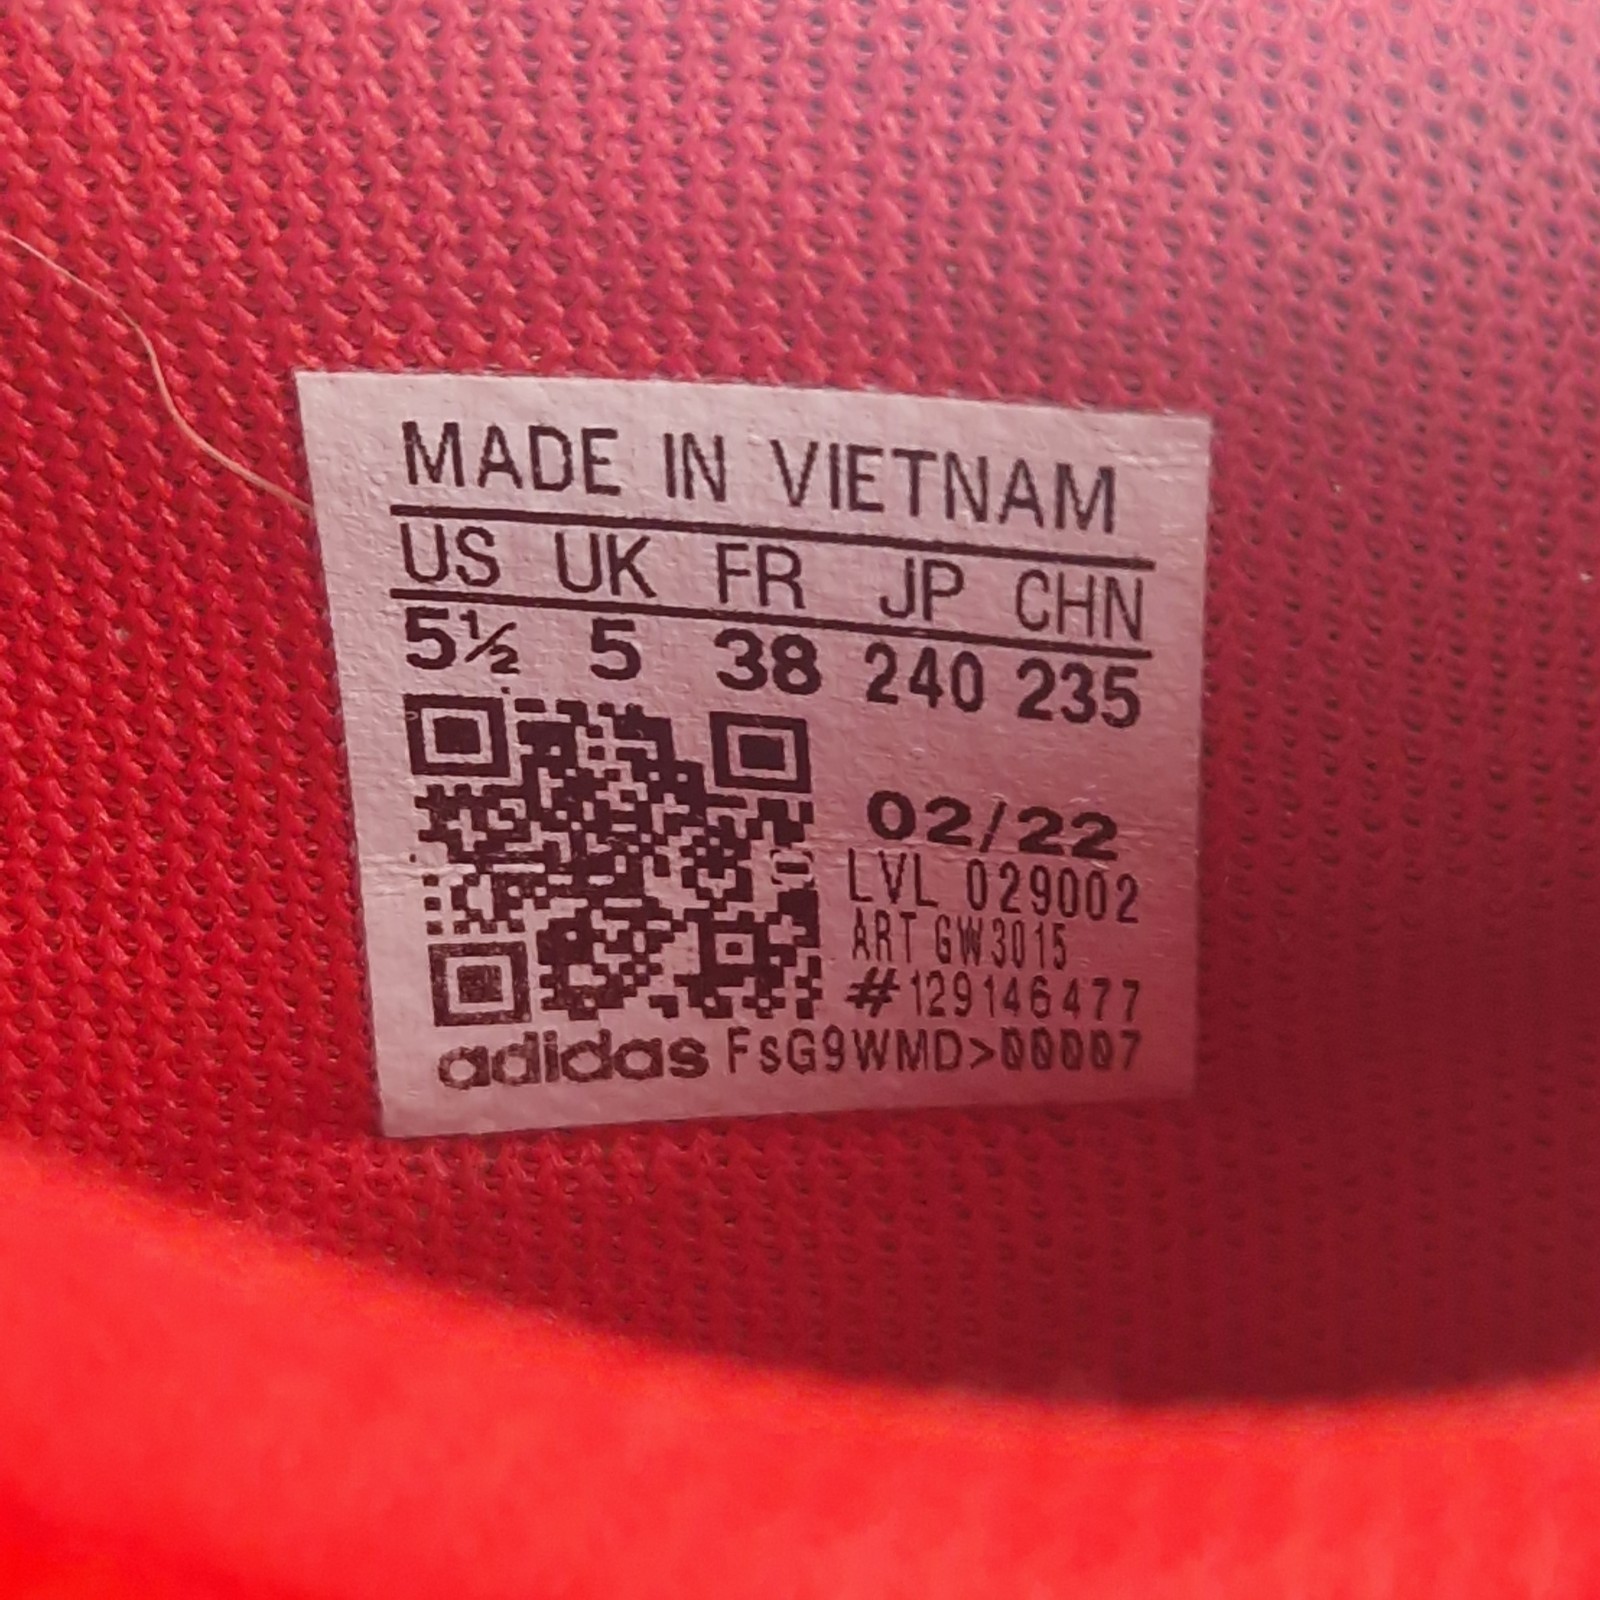 MADE IN VIETNAM
US UK FR JP CHN
5½ 5 38 240 235
02/22
LVL 029002
ART GW3015
#129146477
adidas FsG9WMD>00007